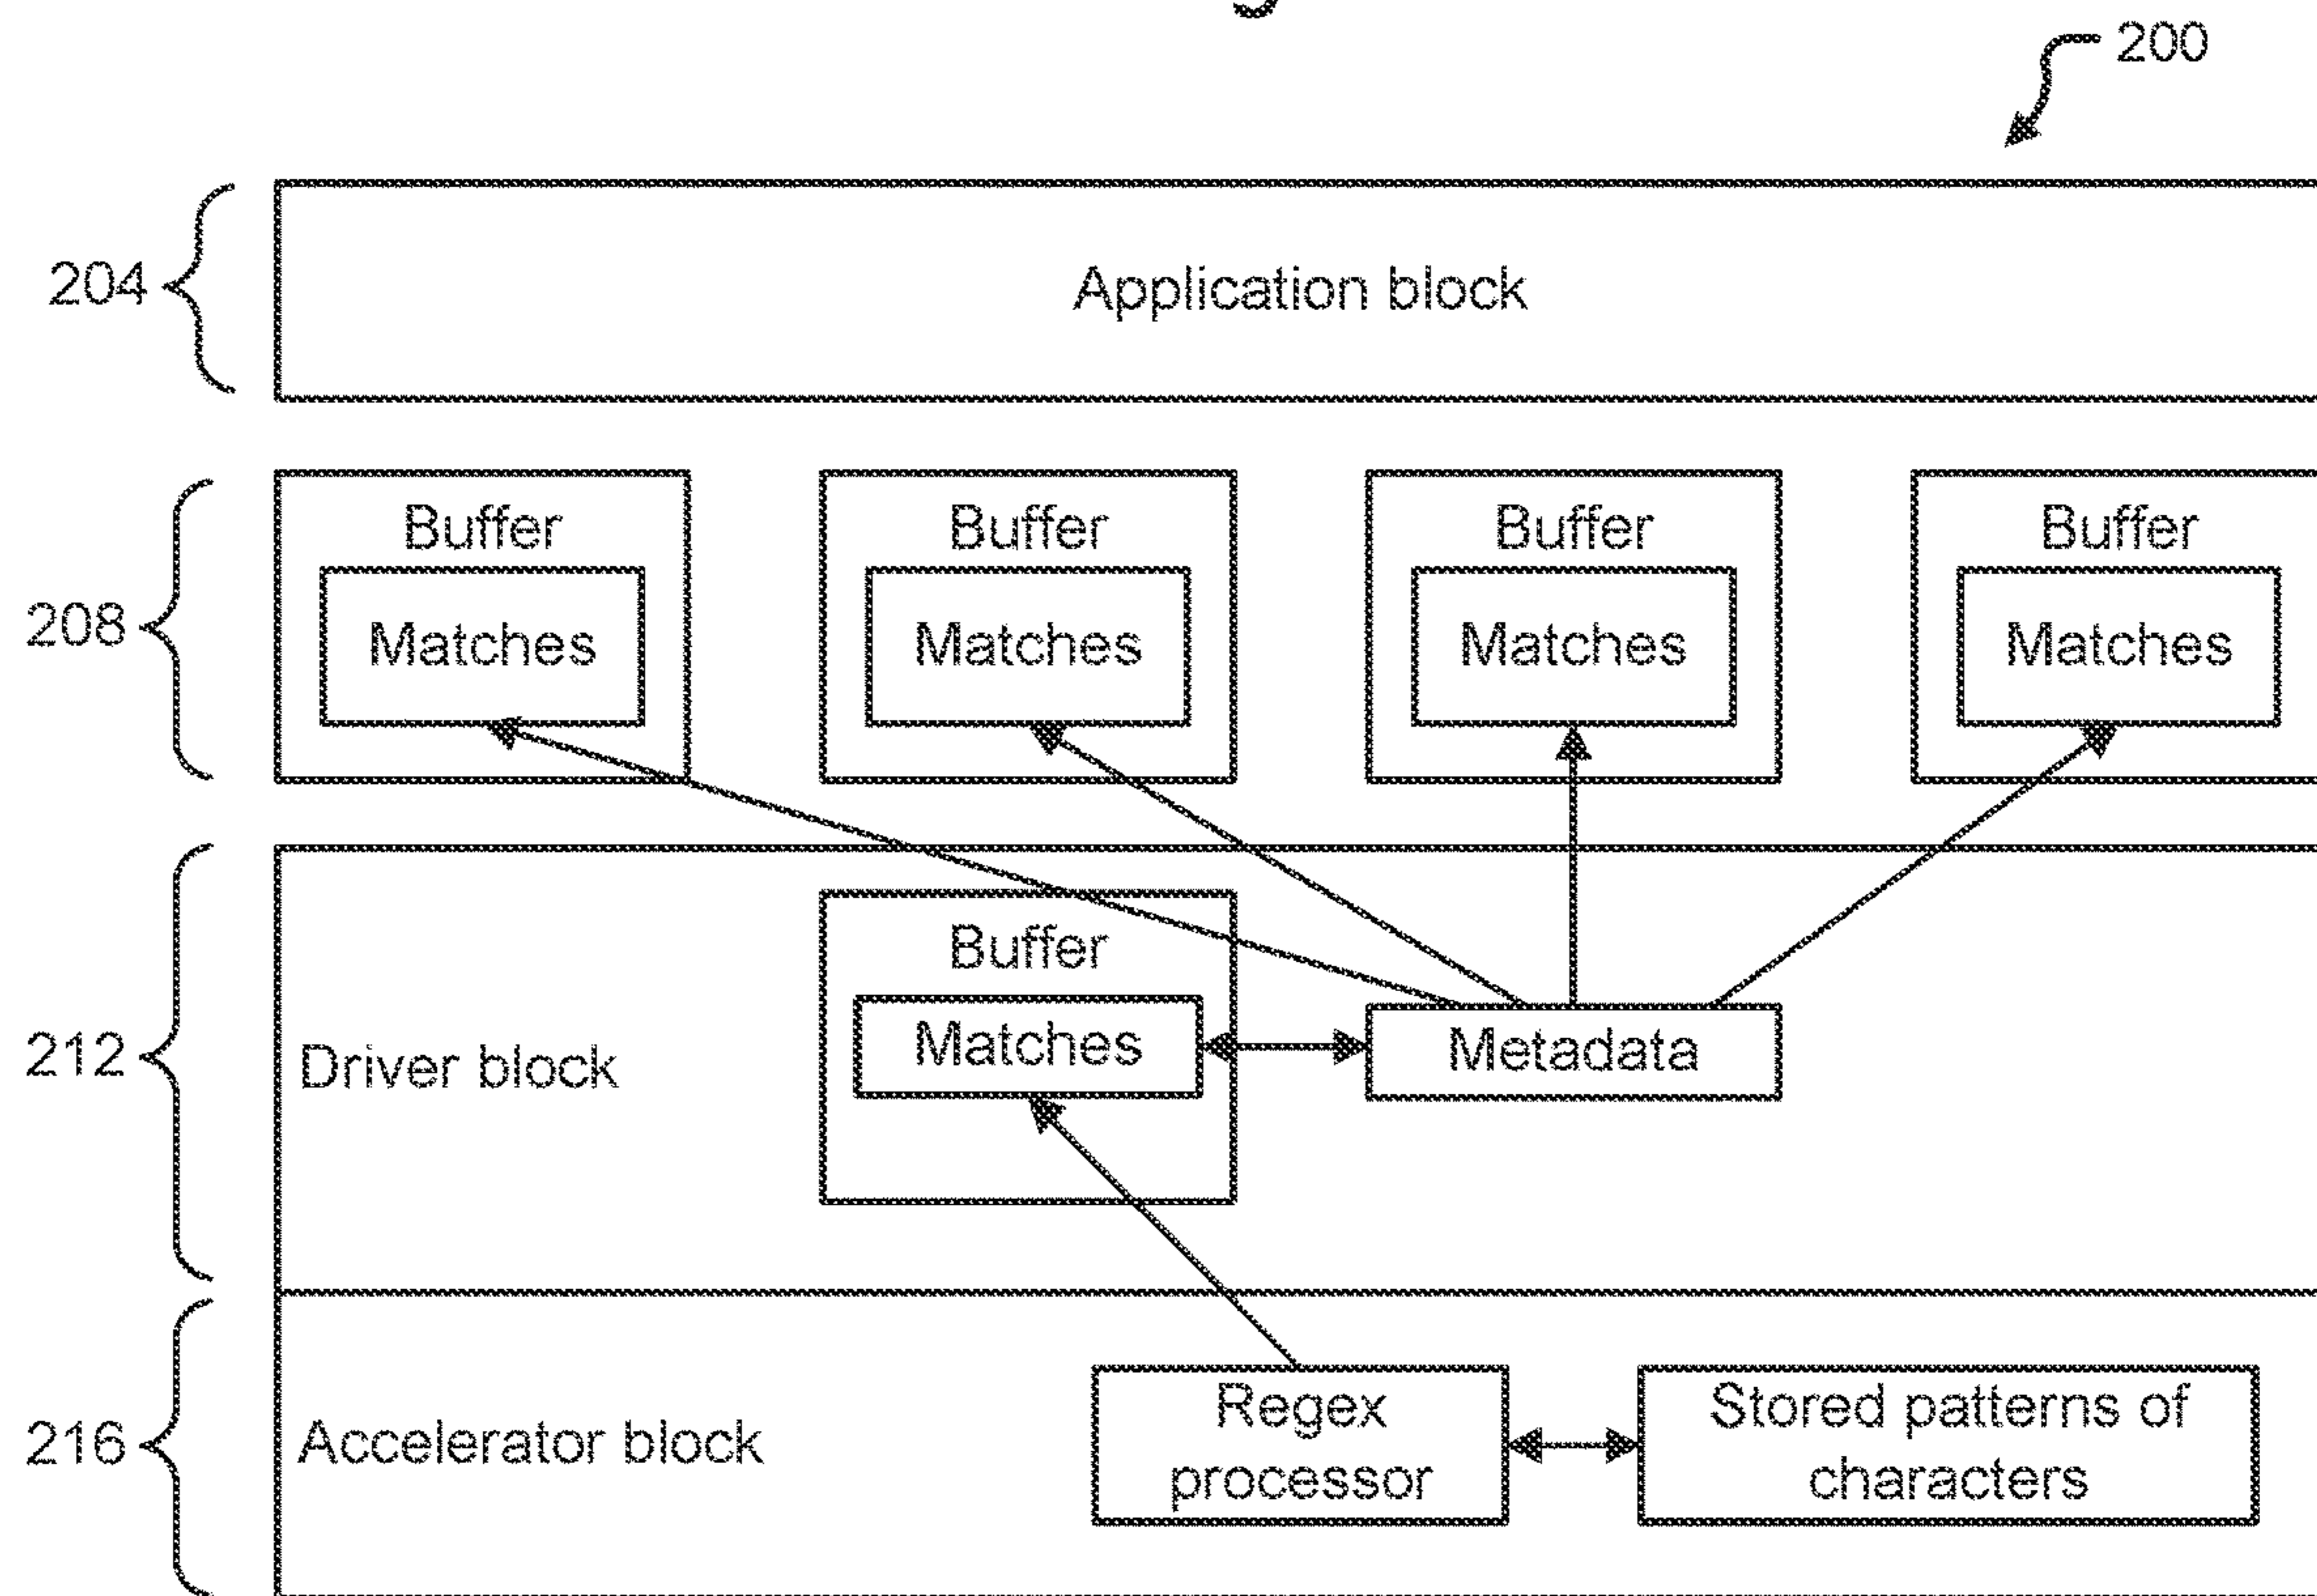 200
204
Application block
Buffer Buffer Buffer Buffer
208
Matches Matches Matches Matches
Buffer
212
Driver block
Matches
Metadata
216
Accelerator block
Regex
processor
Stored patterns of
characters